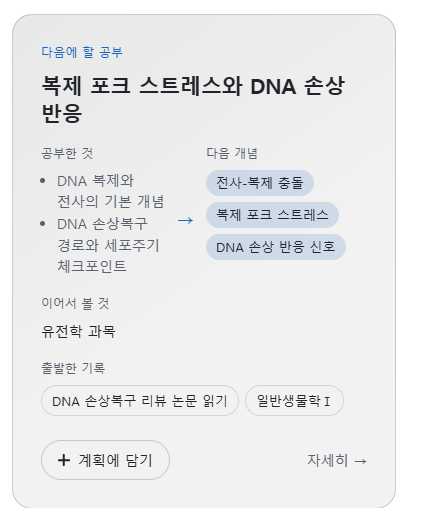 다음에 할 공부
복제 포크 스트레스와 DNA 손상
반응
공부한 것
• DNA 복제와
전사의 기본 개념
• DNA 손상복구
경로와 세포주기
체크포인트
→
다음 개념
전사-복제 충돌
복제 포크 스트레스
DNA 손상 반응 신호
이어서 볼 것
유전학 과목
출발한 기록
DNA 손상복구 리뷰 논문 읽기
일반생물학 I
+ 계획에 담기
자세히 →